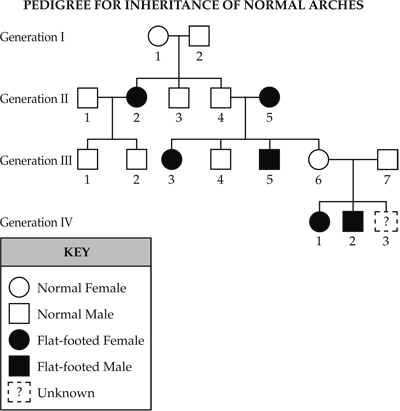 PEDIGREE FOR INHERITANCE OF NORMAL ARCHES
Generation I
1 2
Generation II
1 2 3 4 5
Generation III
1 2 3 4 5 6 7
Generation IV
?
1 2 3
KEY
Normal Female
Normal Male
Flat-footed Female
Flat-footed Male
? Unknown